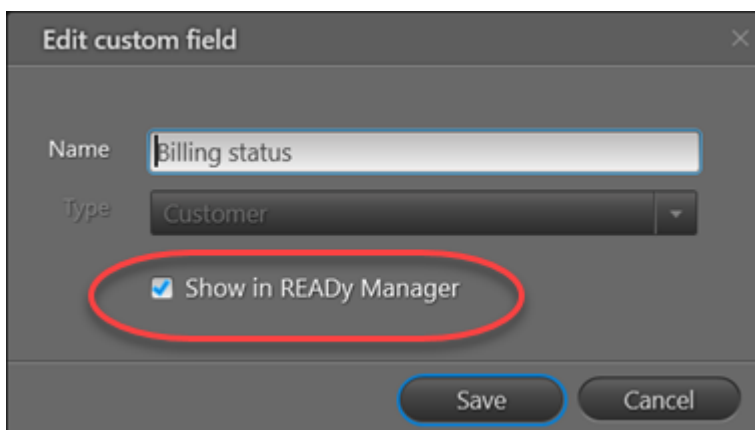 Edit custom field
Name
Billing status
Type
Customer
Show in READy Manager
Save
Cancel